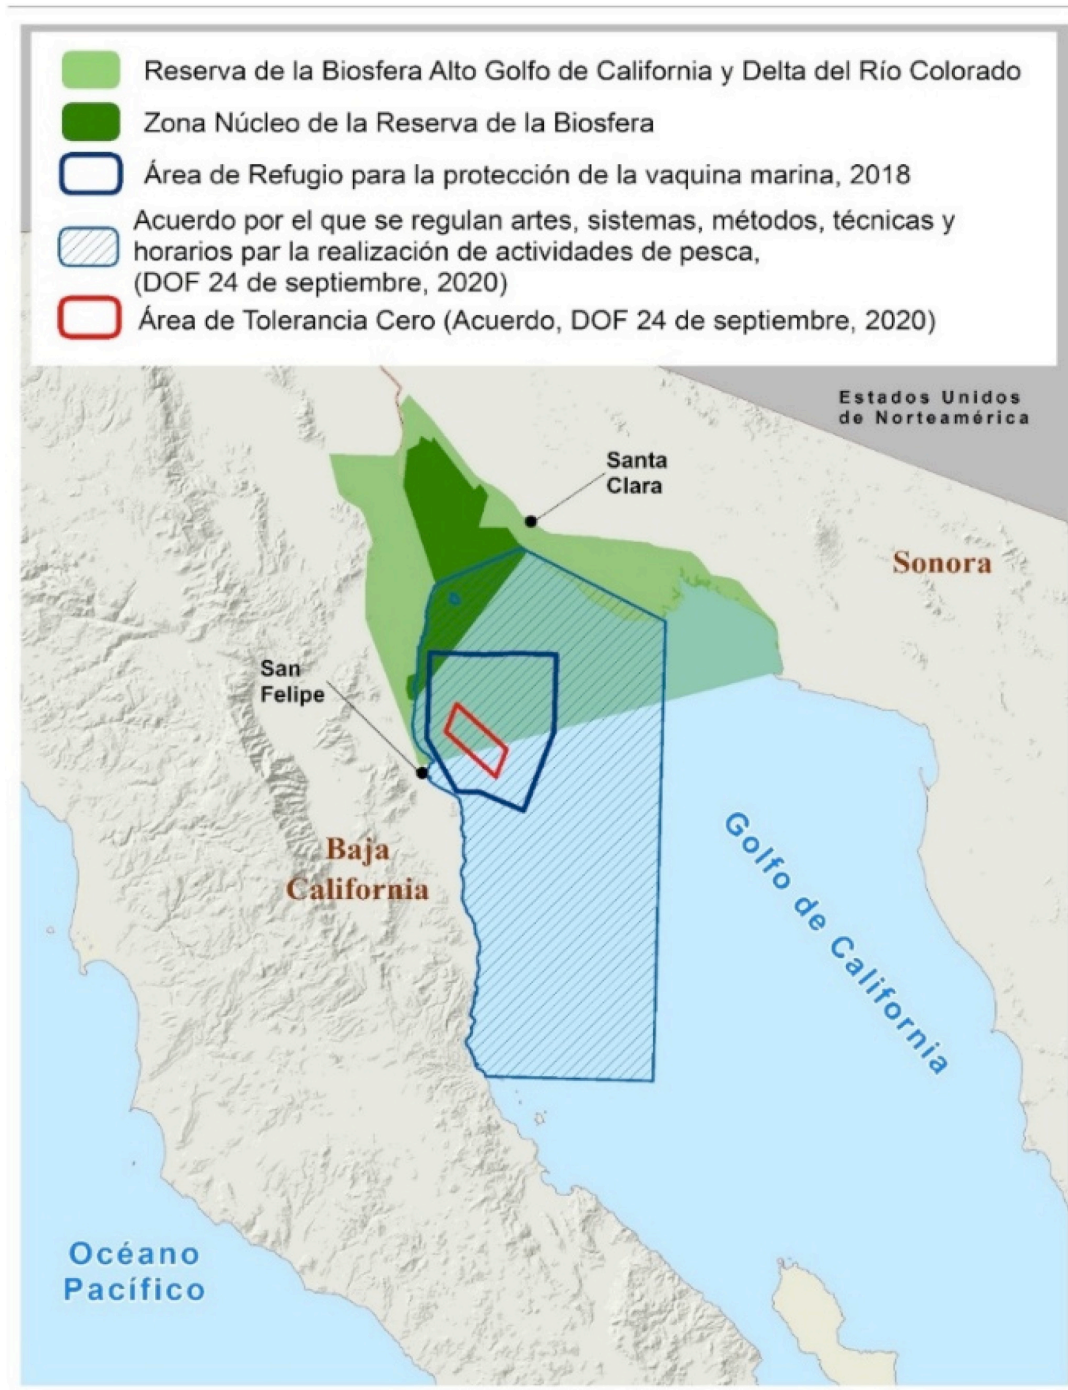 Reserva de la Biosfera Alto Golfo de California y Delta del Río Colorado
Zona Núcleo de la Reserva de la Biosfera
Área de Refugio para la protección de la vaquina marina, 2018
Acuerdo por el que se regulan artes, sistemas, métodos, técnicas y
horarios par la realización de actividades de pesca,
(DOF 24 de septiembre, 2020)
Área de Tolerancia Cero (Acuerdo, DOF 24 de septiembre, 2020)
Estados Unidos
de Norteamérica
Santa
Clara
Sonora
San
Felipe
Baja
California
Golfo de California
Océano
Pacífico